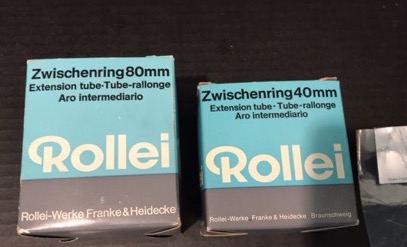 Zwischenring 80mm
Extension tube·Tube-rallonge
Aro intermediario
Rollei
Rollei-Werke Franke & Heidecke
Zwischenring 40mm
Extension tube · Tube-rallonge
Aro intermediario
Rollei
Rollei-Werke Franke & Heidecke Braunschweig